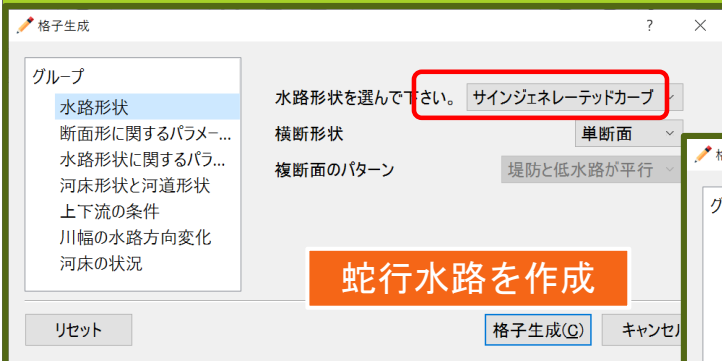 格子生成
?
グループ
水路形状
断面形に関するパラメー...
水路形状に関するパラ...
河床形状と河道形状
上下流の条件
川幅の水路方向変化
河床の状況
水路形状を選んで下さい。 サインジェネレーテッドカーブ
横断形状 単断面
複断面のパターン 堤防と低水路が平行
蛇行水路を作成
リセット 格子生成(C) キャンセル